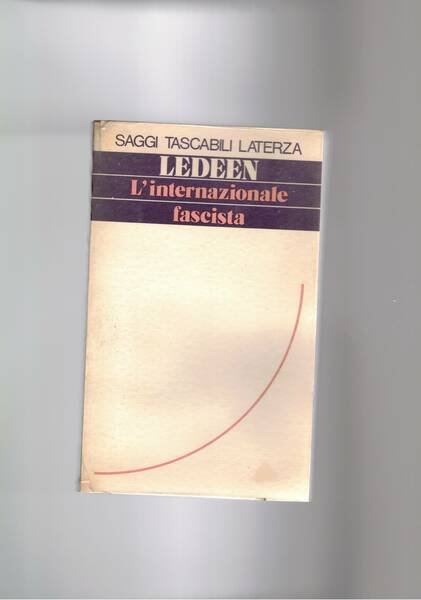 SAGGI TASCABILI LATERZA
LEDEEN
L'internazionale
fascista